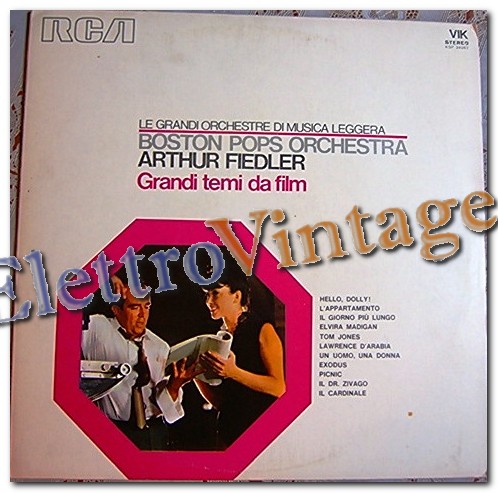 RCA
VIK
STEREO
LE GRANDI ORCHESTRE DI MUSICA LEGGERA
BOSTON POPS ORCHESTRA
ARTHUR FIEDLER
Grandi temi da film
ElettroVintage
HELLO, DOLLY!
L'APPARTAMENTO
IL GIORNO PIÙ LUNGO
ELVIRA MADIGAN
TOM JONES
LAWRENCE D'ARABIA
UN UOMO, UNA DONNA
EXODUS
PICNIC
IL DR. ZIVAGO
IL CARDINALE